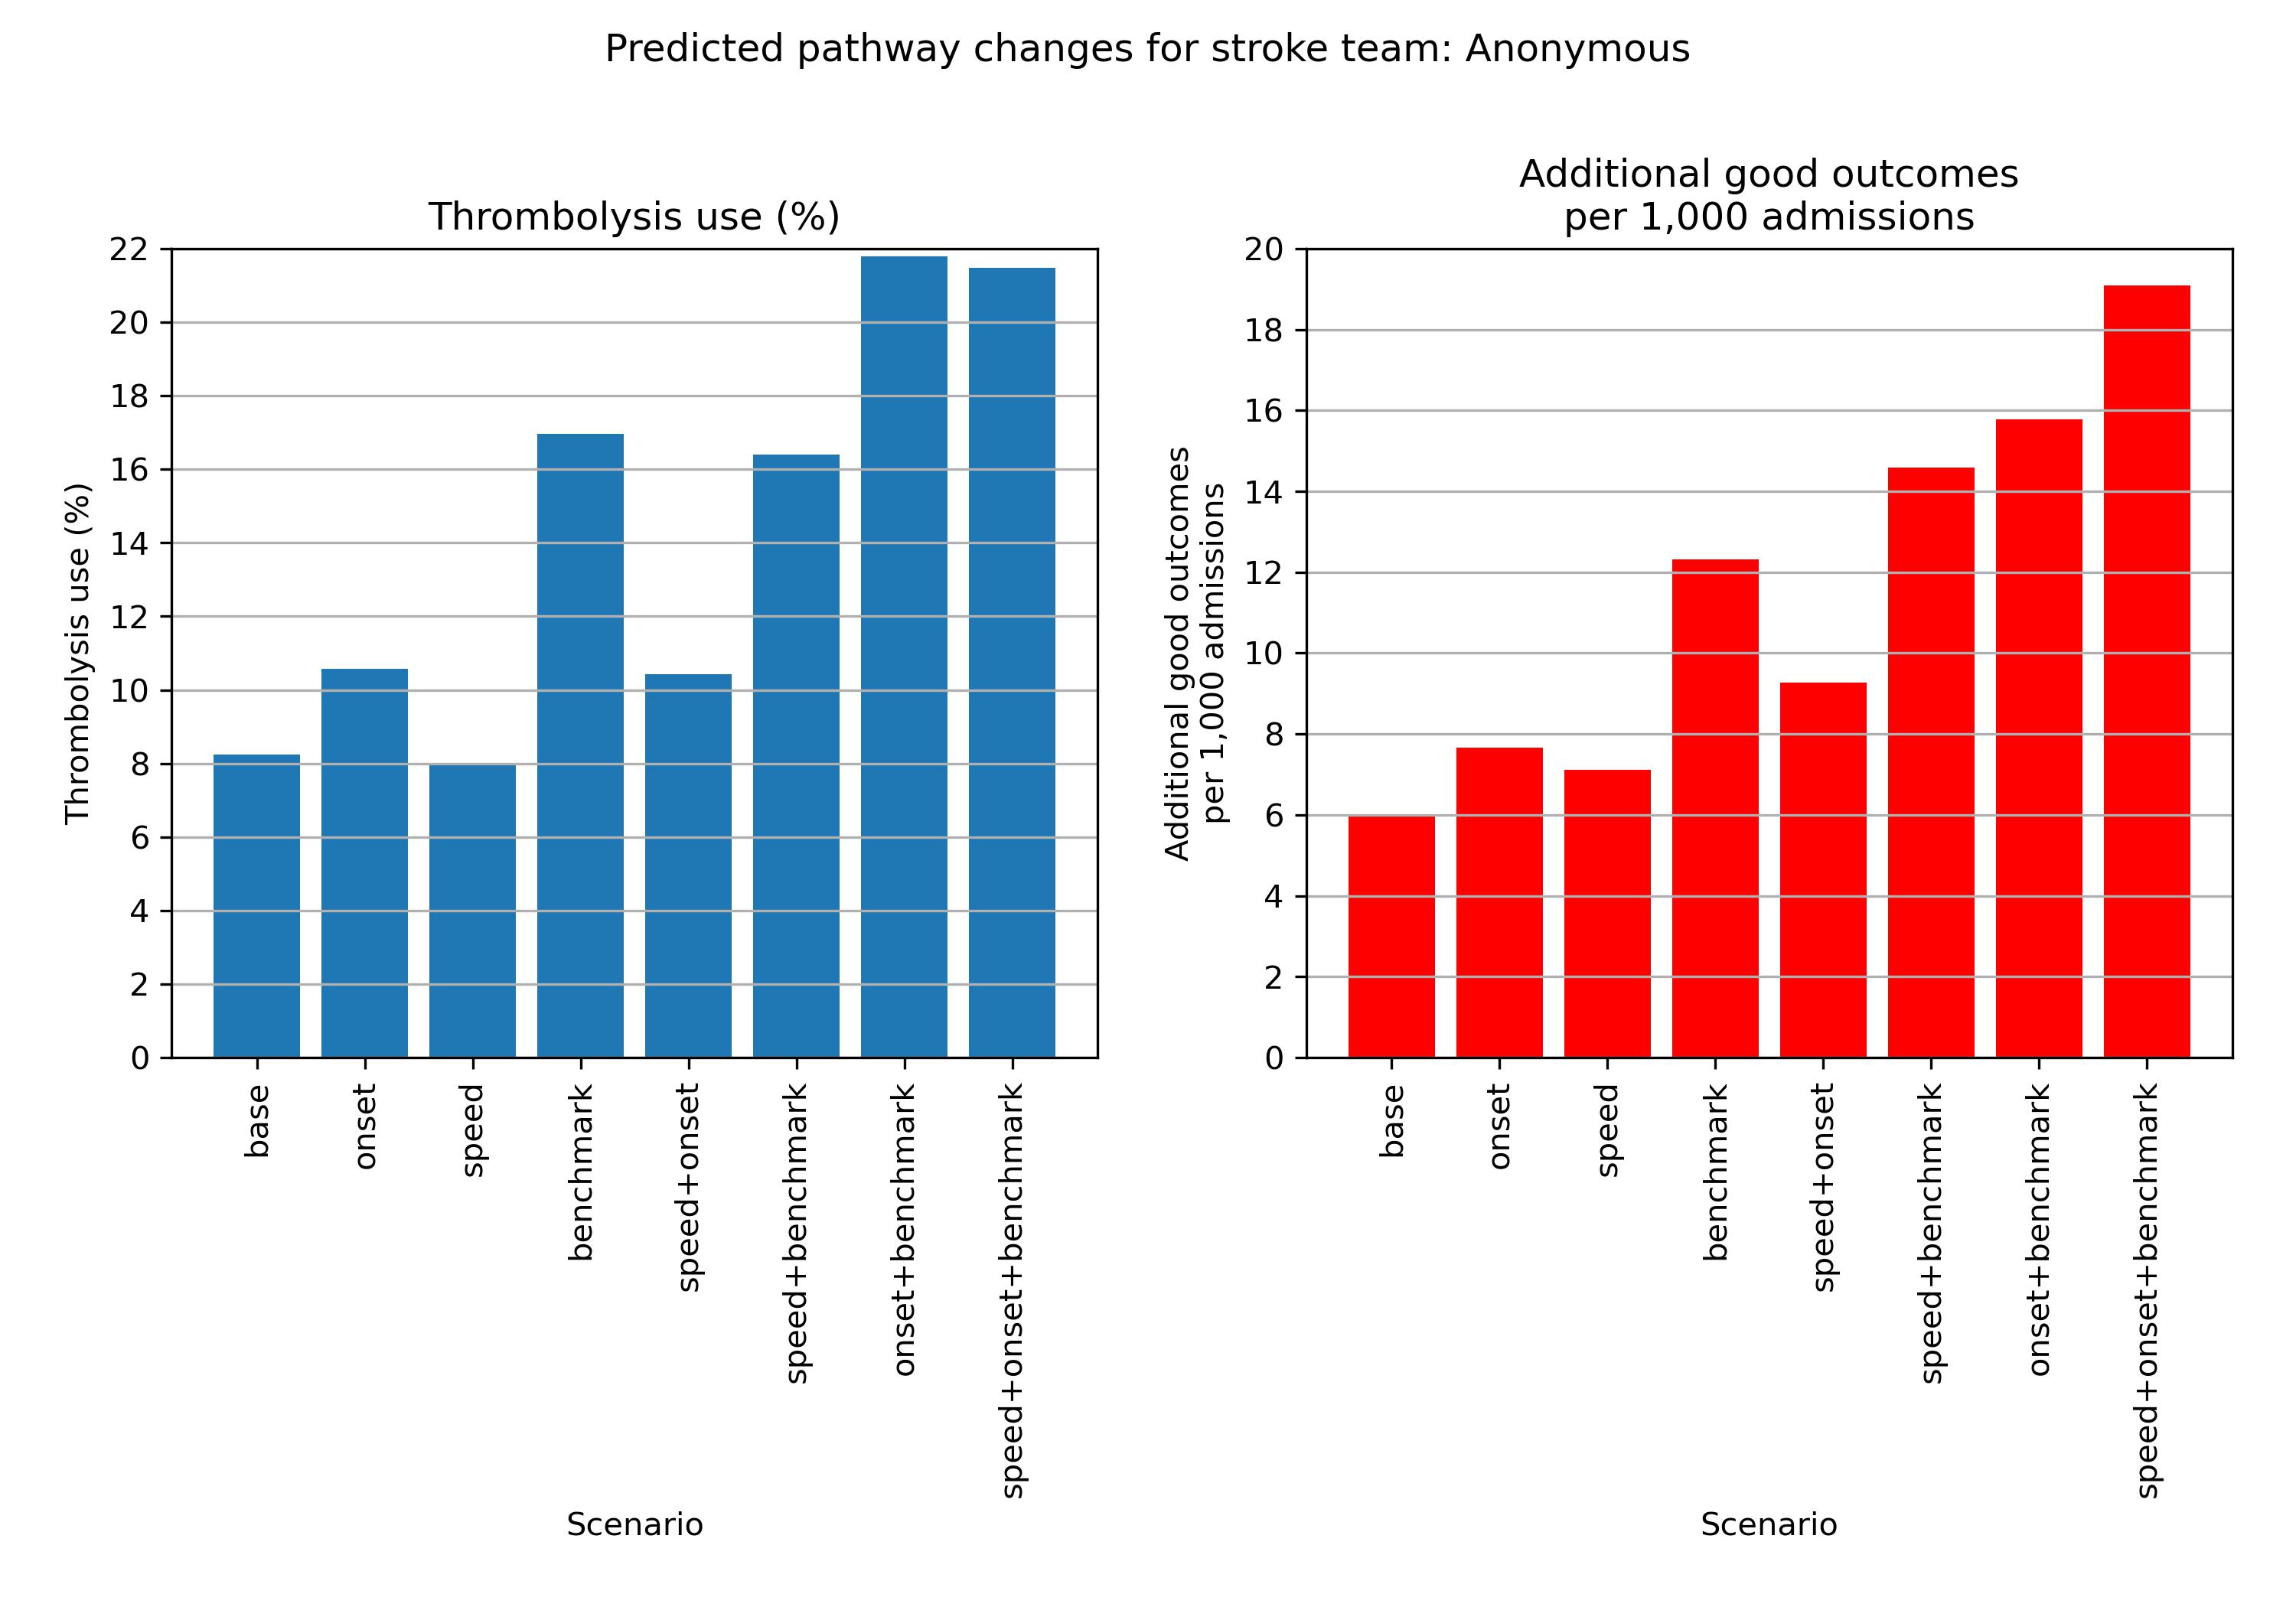 Predicted pathway changes for stroke team: Anonymous
Thrombolysis use (%)
Thrombolysis use (%)
22
20
18
16
14
12
10
8
6
4
2
0
base
onset
speed
benchmark
speed+onset
speed+benchmark
onset+benchmark
speed+onset+benchmark
Scenario
Additional good outcomes
per 1,000 admissions
Additional good outcomes
per 1,000 admissions
20
18
16
14
12
10
8
6
4
2
0
base
onset
speed
benchmark
speed+onset
speed+benchmark
onset+benchmark
speed+onset+benchmark
Scenario